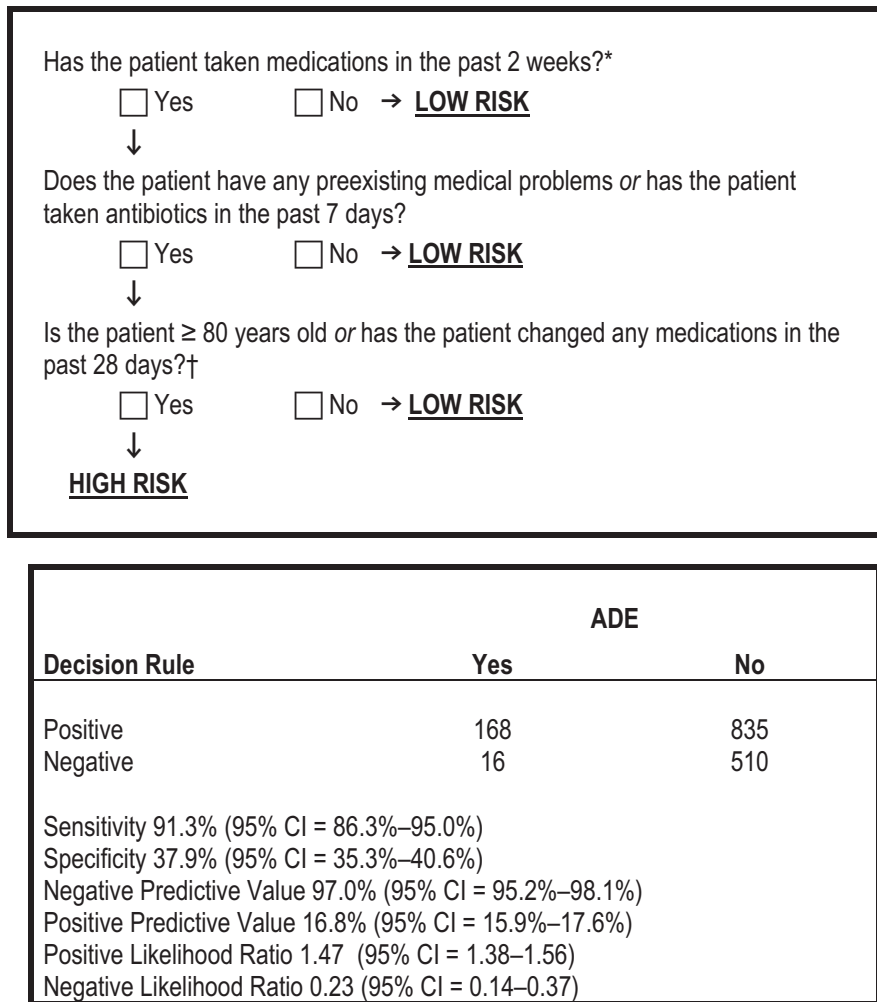 Has the patient taken medications in the past 2 weeks?*
☐ Yes ☐ No → LOW RISK
↓
Does the patient have any preexisting medical problems or has the patient
taken antibiotics in the past 7 days?
☐ Yes ☐ No → LOW RISK
↓
Is the patient ≥ 80 years old or has the patient changed any medications in the
past 28 days?†
☐ Yes ☐ No → LOW RISK
↓
HIGH RISK
ADE
Decision Rule Yes No
Positive 168 835
Negative 16 510
Sensitivity 91.3% (95% CI = 86.3%–95.0%)
Specificity 37.9% (95% CI = 35.3%–40.6%)
Negative Predictive Value 97.0% (95% CI = 95.2%–98.1%)
Positive Predictive Value 16.8% (95% CI = 15.9%–17.6%)
Positive Likelihood Ratio 1.47 (95% CI = 1.38–1.56)
Negative Likelihood Ratio 0.23 (95% CI = 0.14–0.37)